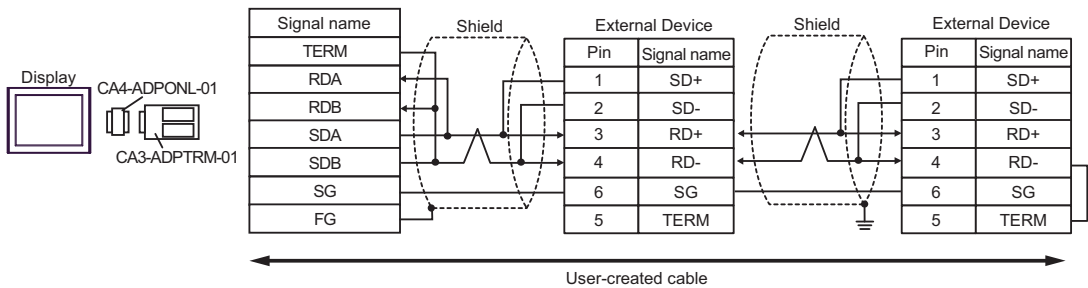 Display
CA4-ADPONL-01
CA3-ADPTRM-01
Signal name
TERM
RDA
RDB
SDA
SDB
SG
FG
Shield
External Device
Pin Signal name
1 SD+
2 SD-
3 RD+
4 RD-
6 SG
5 TERM
Shield
External Device
Pin Signal name
1 SD+
2 SD-
3 RD+
4 RD-
6 SG
5 TERM
User-created cable